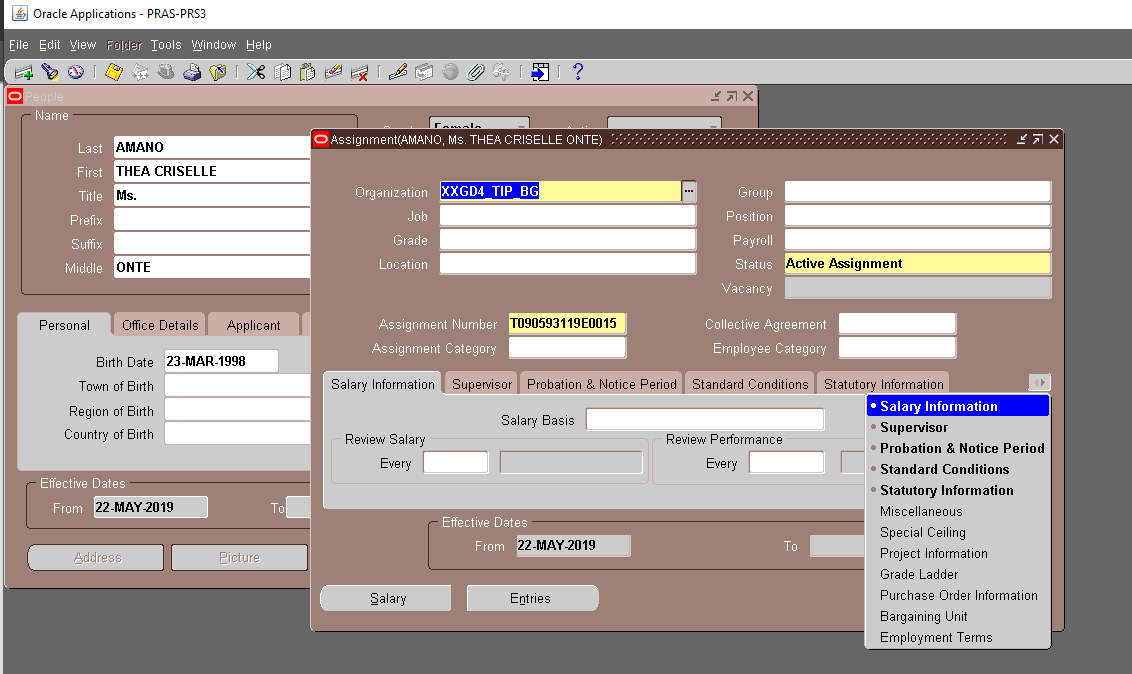 Oracle Applications - PRAS-PRS3
File Edit View Folder Tools Window Help
People
Name
Last AMANO
First THEA CRISELLE
Title Ms.
Prefix
Suffix
Middle ONTE
Female
Personal Office Details Applicant
Birth Date 23-MAR-1998
Town of Birth
Region of Birth
Country of Birth
Effective Dates
From 22-MAY-2019 To
Address Picture
Assignment(AMANO, Ms. THEA CRISELLE ONTE)
Organization XXGD4_TIP_BG Group
Job Position
Grade Payroll
Location Status Active Assignment
Vacancy
Assignment Number T090593119E0015 Collective Agreement
Assignment Category Employee Category
Salary Information Supervisor Probation & Notice Period Standard Conditions Statutory Information
Salary Basis
Review Salary Review Performance
Every Every
Effective Dates
From 22-MAY-2019 To
Salary Entries
• Salary Information
• Supervisor
• Probation & Notice Period
• Standard Conditions
• Statutory Information
Miscellaneous
Special Ceiling
Project Information
Grade Ladder
Purchase Order Information
Bargaining Unit
Employment Terms